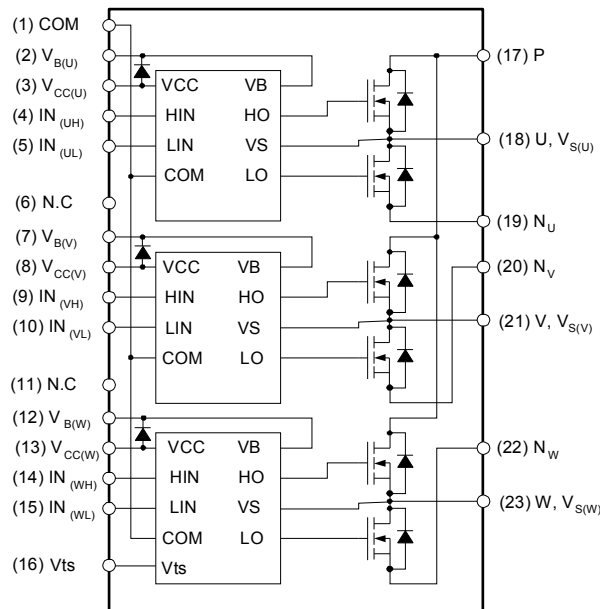 (1) COM
(2) V_B(U)
(3) V_CC(U)
(4) IN_(UH)
(5) IN_(UL)
(6) N.C
(7) V_B(V)
(8) V_CC(V)
(9) IN_(VH)
(10) IN_(VL)
(11) N.C
(12) V_B(W)
(13) V_CC(W)
(14) IN_(WH)
(15) IN_(WL)
(16) Vts
VCC VB
HIN HO
LIN VS
COM LO
VCC VB
HIN HO
LIN VS
COM LO
VCC VB
HIN HO
LIN VS
COM LO
Vts
(17) P
(18) U, V_S(U)
(19) N_U
(20) N_V
(21) V, V_S(V)
(22) N_W
(23) W, V_S(W)